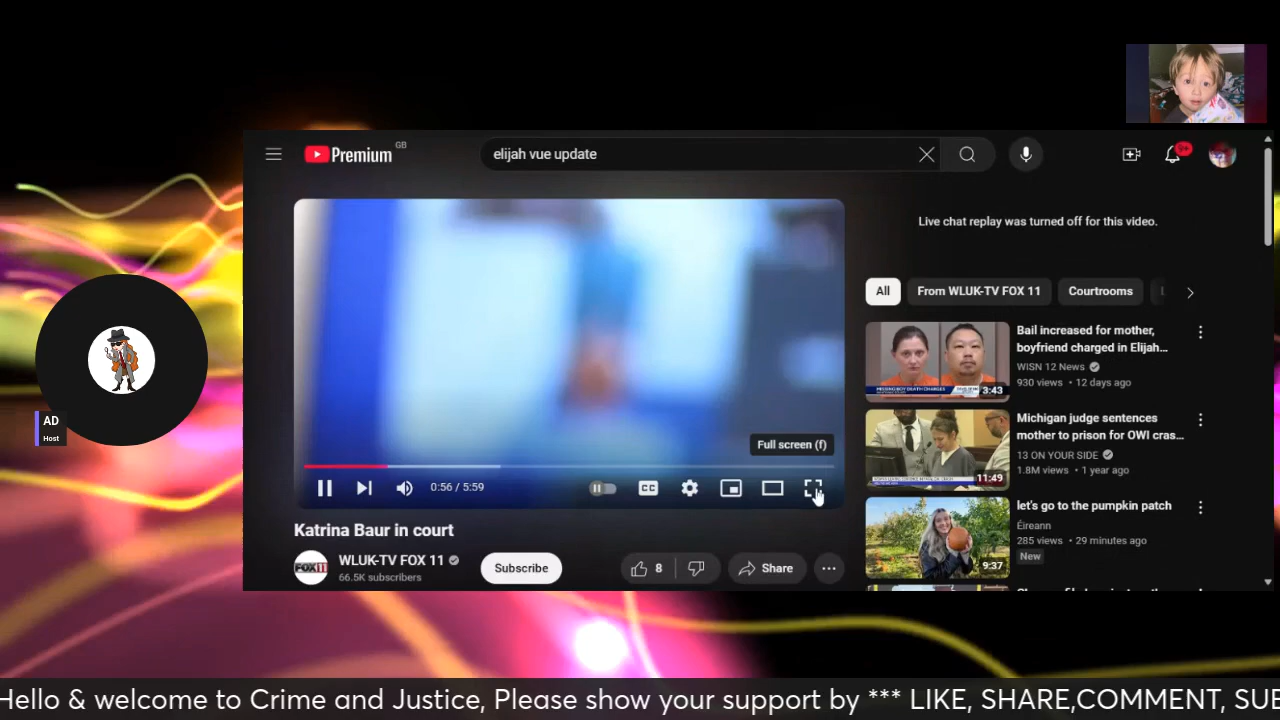 Premium GB
elijah vue update
9+
Live chat replay was turned off for this video.
All
From WLUK-TV FOX 11
Courtrooms
Bail increased for mother,
boyfriend charged in Elijah...
WISN 12 News
930 views • 12 days ago
3:43
Michigan judge sentences
mother to prison for OWI cras...
13 ON YOUR SIDE
1.8M views • 1 year ago
11:49
let's go to the pumpkin patch
Éireann
285 views • 29 minutes ago
New
9:37
Full screen (f)
0:56 / 5:59
CC
Katrina Baur in court
FOX11
WLUK-TV FOX 11
66.5K subscribers
Subscribe
8
Share
AD
Host
Hello & welcome to Crime and Justice, Please show your support by *** LIKE, SHARE,COMMENT, SUB